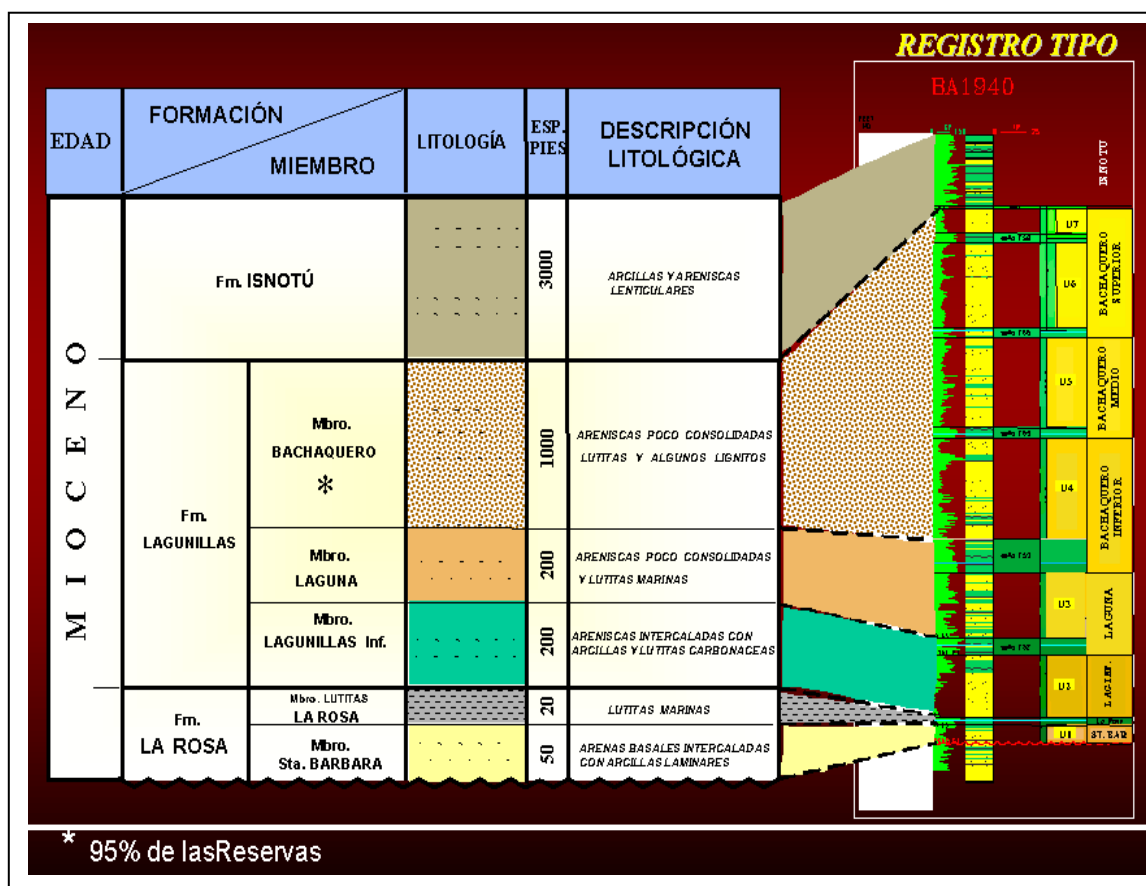 REGISTRO TIPO
BA1940
EDAD
FORMACIÓN
MIEMBRO
LITOLOGÍA
ESP.
PIES
DESCRIPCIÓN
LITOLÓGICA
MIOCENO
Fm. ISNOTÚ
3000
ARCILLAS Y ARENISCAS
LENTICULARES
Fm.
LAGUNILLAS
Mbro.
BACHAQUERO
*
1000
ARENISCAS POCO CONSOLIDADAS
LUTITAS Y ALGUNOS LIGNITOS
Mbro.
LAGUNA
200
ARENISCAS POCO CONSOLIDADAS
Y LUTITAS MARINAS
Mbro.
LAGUNILLAS Inf.
200
ARENISCAS INTERCALADAS CON
ARCILLAS Y LUTITAS CARBONACEAS
Fm.
LA ROSA
Mbro. LUTITAS
LA ROSA
20
LUTITAS MARINAS
Mbro.
Sta. BARBARA
50
ARENAS BASALES INTERCALADAS
CON ARCILLAS LAMINARES
ISNOTU
U7
U6
BACHAQUERO
SUPERIOR
U5
BACHAQUERO
MEDIO
U4
BACHAQUERO
INFERIOR
U3
LAGUNA
U2
LAG INF.
U1
ST. BAR
* 95% de lasReservas